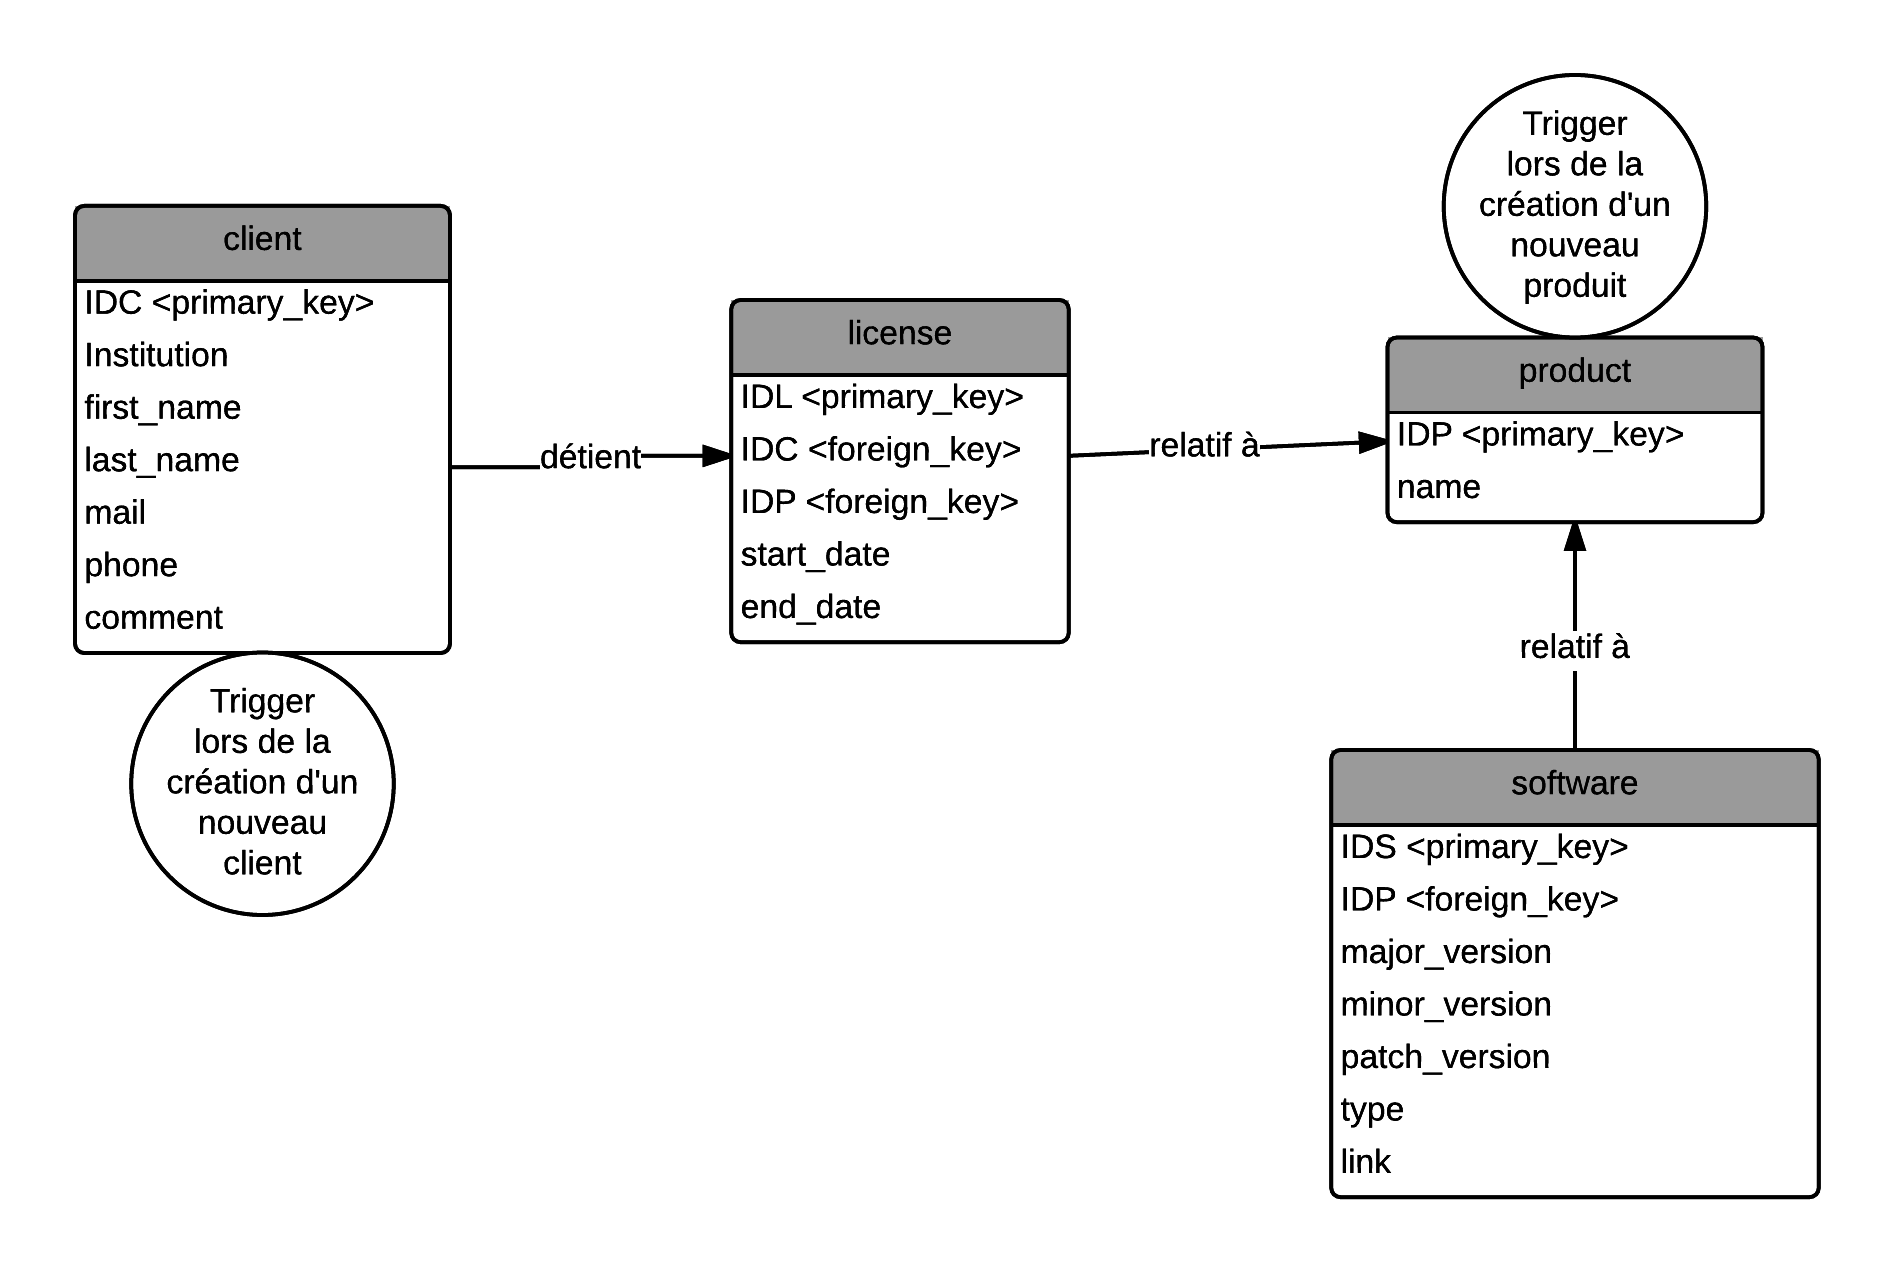 client
IDC <primary_key>
Institution
first_name
last_name
mail
phone
comment
Trigger
lors de la
création d'un
nouveau
client
détient
license
IDL <primary_key>
IDC <foreign_key>
IDP <foreign_key>
start_date
end_date
relatif à
Trigger
lors de la
création d'un
nouveau
produit
product
IDP <primary_key>
name
relatif à
software
IDS <primary_key>
IDP <foreign_key>
major_version
minor_version
patch_version
type
link